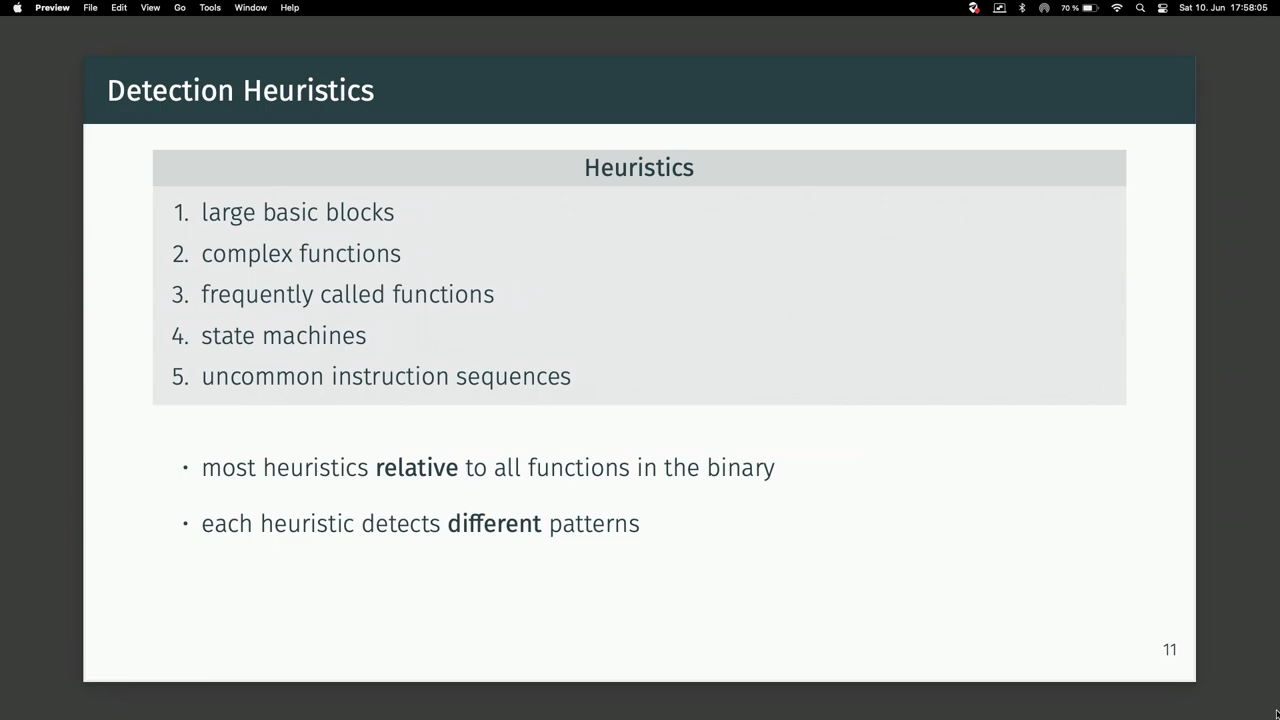 Preview File Edit View Go Tools Window Help 70 % Sat 10. Jun 17:58:05
Detection Heuristics
Heuristics
1. large basic blocks
2. complex functions
3. frequently called functions
4. state machines
5. uncommon instruction sequences
• most heuristics relative to all functions in the binary
• each heuristic detects different patterns
11